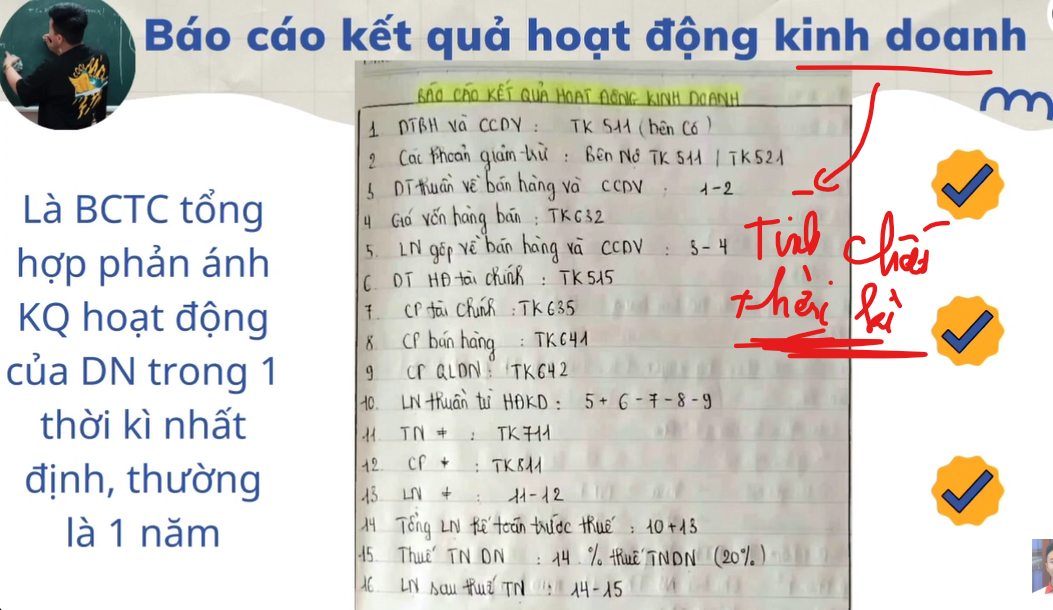 Báo cáo kết quả hoạt động kinh doanh
Là BCTC tổng
hợp phản ánh
KQ hoạt động
của DN trong 1
thời kì nhất
định, thường
là 1 năm
BÁO CÁO KẾT QUẢ HOẠT ĐỘNG KINH DOANH
1 DTBH và CCDV : TK 511 (bên Có)
2 Các khoản giảm trừ : Bên Nợ TK 511 / TK521
3 DT thuần về bán hàng và CCDV : 1-2
4 Giá vốn hàng bán : TK632
5. LN gộp về bán hàng và CCDV : 3-4
6. DT HĐ tài chính : TK515
7. CP tài chính : TK635
8. CP bán hàng : TK641
9 CP QLDN : TK642
10. LN thuần từ HĐKD : 5+6-7-8-9
11. TN ≠ : TK711
12. CP ≠ : TK811
13 LN ≠ : 11-12
14 Tổng LN kế toán trước thuế : 10+13
15. Thuế TN DN : 14.% thuế TNDN (20%)
16. LN sau thuế TN : 14-15
Tính chất
thời kì